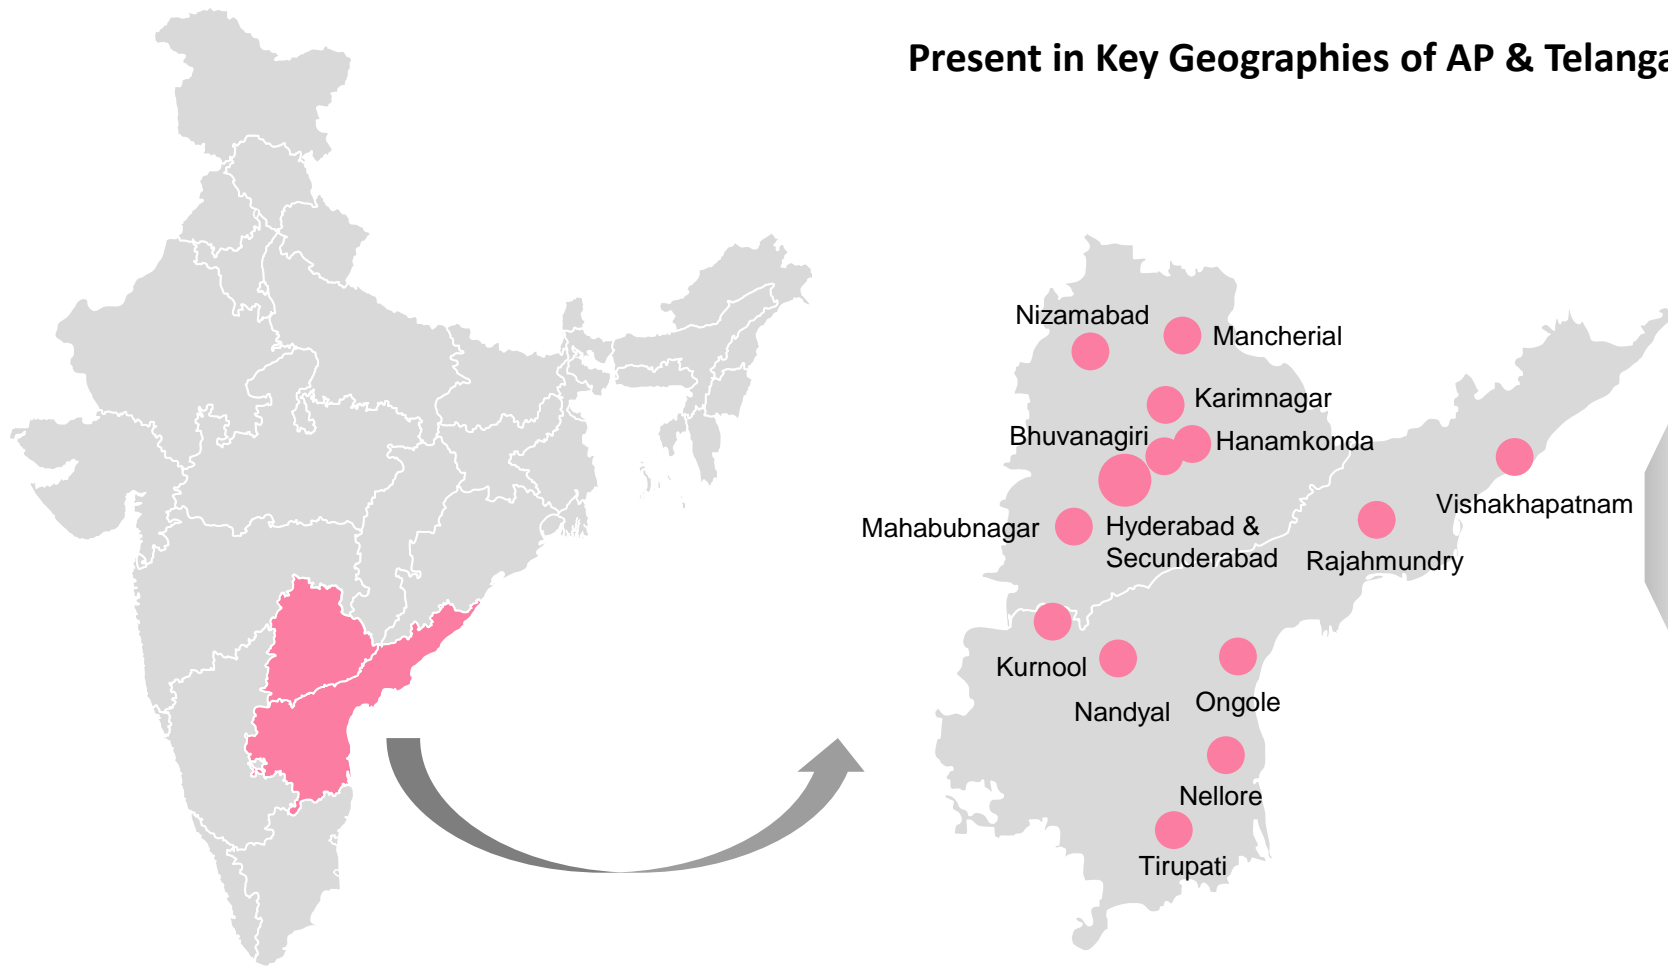 Present in Key Geographies of AP & Telanga
Nizamabad
Mancherial
Karimnagar
Bhuvanagiri
Hanamkonda
Vishakhapatnam
Mahabubnagar
Hyderabad &
Secunderabad
Rajahmundry
Kurnool
Nandyal
Ongole
Nellore
Tirupati